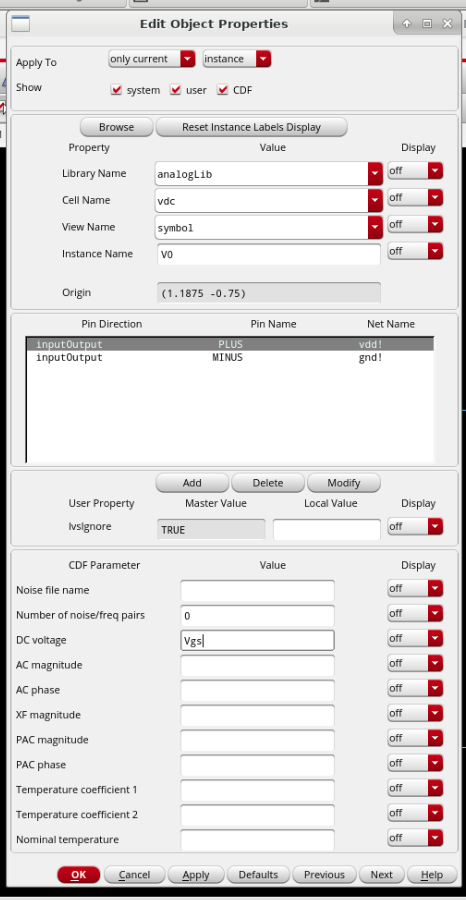 Edit Object Properties
Apply To only current instance
Show system user CDF
Browse Reset Instance Labels Display
Property Value Display
Library Name analogLib off
Cell Name vdc off
View Name symbol off
Instance Name V0 off
Origin (1.1875 -0.75)
Pin Direction Pin Name Net Name
inputOutput PLUS vdd!
inputOutput MINUS gnd!
Add Delete Modify
User Property Master Value Local Value Display
lvsIgnore TRUE off
CDF Parameter Value Display
Noise file name off
Number of noise/freq pairs 0 off
DC voltage Vgs off
AC magnitude off
AC phase off
XF magnitude off
PAC magnitude off
PAC phase off
Temperature coefficient 1 off
Temperature coefficient 2 off
Nominal temperature off
OK Cancel Apply Defaults Previous Next Help